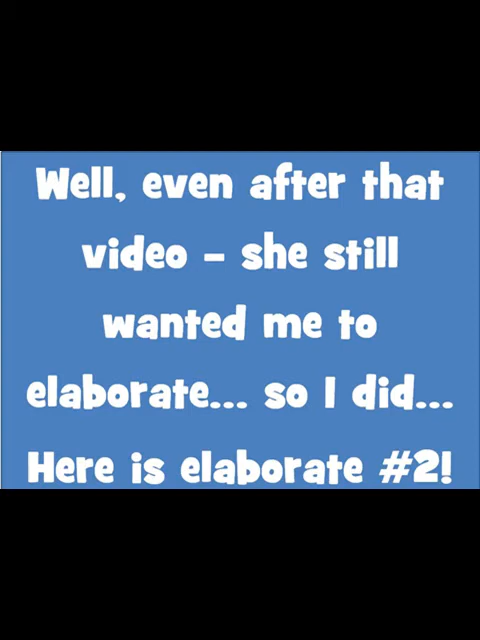 Well, even after that
video – she still
wanted me to
elaborate... so I did...
Here is elaborate #2!